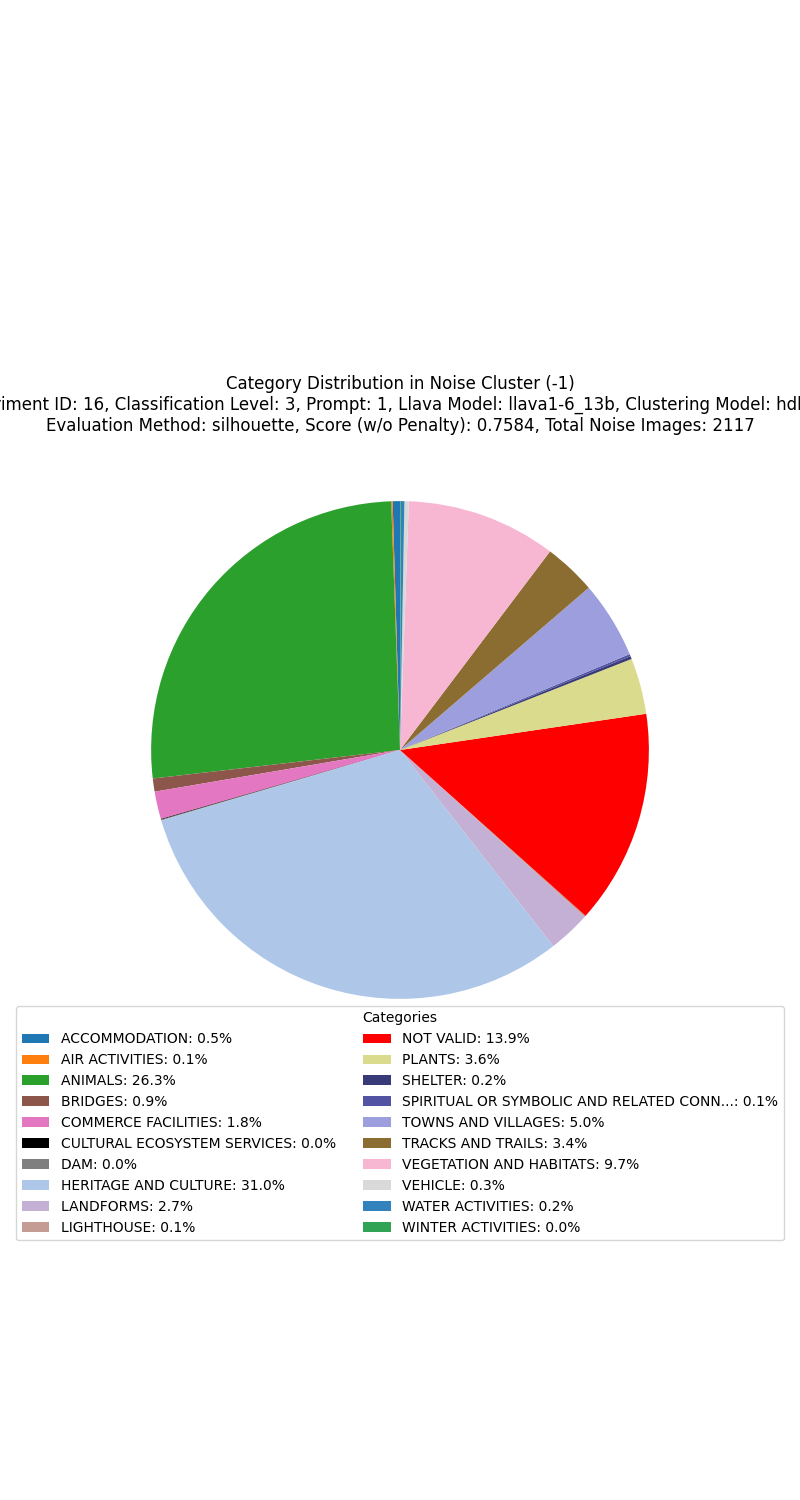 Category Distribution in Noise Cluster (-1)
ID: 16, Classification Level: 3, Prompt: 1, Llava Model: llava1-6_13b, Clustering Model:
Evaluation Method: silhouette, Score (w/o Penalty): 0.7584, Total Noise Images: 2117
Categories
ACCOMMODATION: 0.5%
AIR ACTIVITIES: 0.1%
ANIMALS: 26.3%
BRIDGES: 0.9%
COMMERCE FACILITIES: 1.8%
CULTURAL ECOSYSTEM SERVICES: 0.0%
DAM: 0.0%
HERITAGE AND CULTURE: 31.0%
LANDFORMS: 2.7%
LIGHTHOUSE: 0.1%
NOT VALID: 13.9%
PLANTS: 3.6%
SHELTER: 0.2%
SPIRITUAL OR SYMBOLIC AND RELATED CONN...: 0.1%
TOWNS AND VILLAGES: 5.0%
TRACKS AND TRAILS: 3.4%
VEGETATION AND HABITATS: 9.7%
VEHICLE: 0.3%
WATER ACTIVITIES: 0.2%
WINTER ACTIVITIES: 0.0%